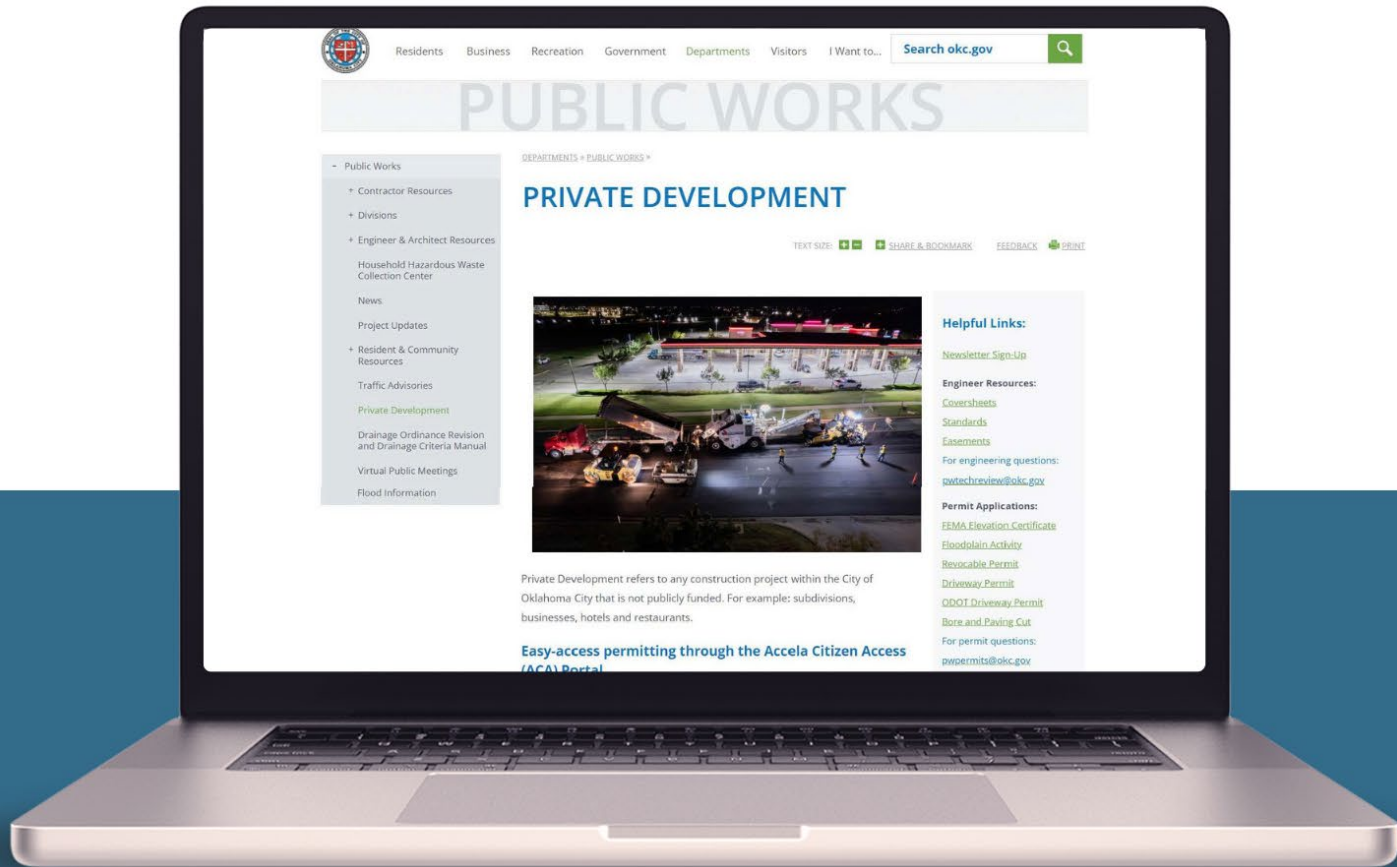 Residents Business Recreation Government Departments Visitors I Want to... Search okc.gov
PUBLIC WORKS
- Public Works
+ Contractor Resources
+ Divisions
+ Engineer & Architect Resources
Household Hazardous Waste
Collection Center
News
Project Updates
+ Resident & Community
Resources
Traffic Advisories
Private Development
Drainage Ordinance Revision
and Drainage Criteria Manual
Virtual Public Meetings
Flood Information
DEPARTMENTS » PUBLIC WORKS »
PRIVATE DEVELOPMENT
TEXT SIZE: + - + SHARE & BOOKMARK FEEDBACK PRINT
Private Development refers to any construction project within the City of
Oklahoma City that is not publicly funded. For example: subdivisions,
businesses, hotels and restaurants.
Easy-access permitting through the Accela Citizen Access
(ACA) Portal
Helpful Links:
Newsletter Sign-Up
Engineer Resources:
Coversheets
Standards
Easements
For engineering questions:
pwtechreview@okc.gov
Permit Applications:
FEMA Elevation Certificate
Floodplain Activity
Revocable Permit
Driveway Permit
ODOT Driveway Permit
Bore and Paving Cut
For permit questions:
pwpermits@okc.gov